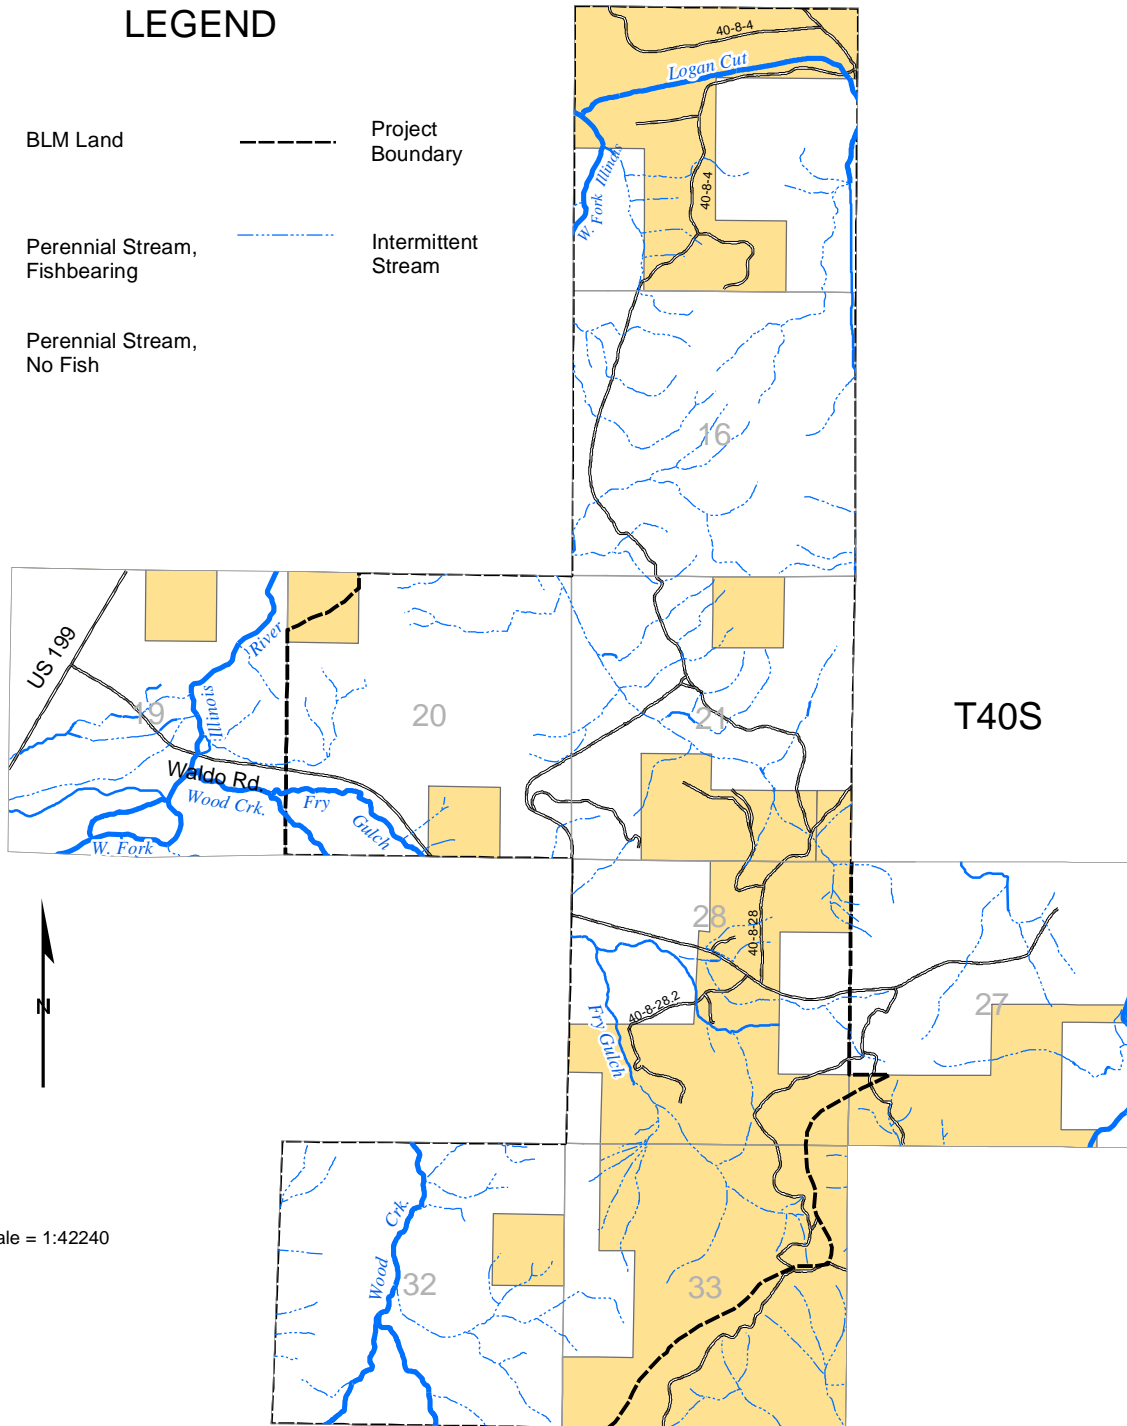 LEGEND
BLM Land
Project
Boundary
Perennial Stream,
Fishbearing
Intermittent
Stream
Perennial Stream,
No Fish
40-8-4
Logan Cut
W. Fork Illinois
40-8-4
16
US 199
River
Illinois
19
20
21
T40S
Waldo Rd.
Wood Crk.
Fry
Gulch
W. Fork
28
40-8-28
N
40-8-28.2
Fry Gulch
27
Crk.
Wood
ale = 1:42240
32
33